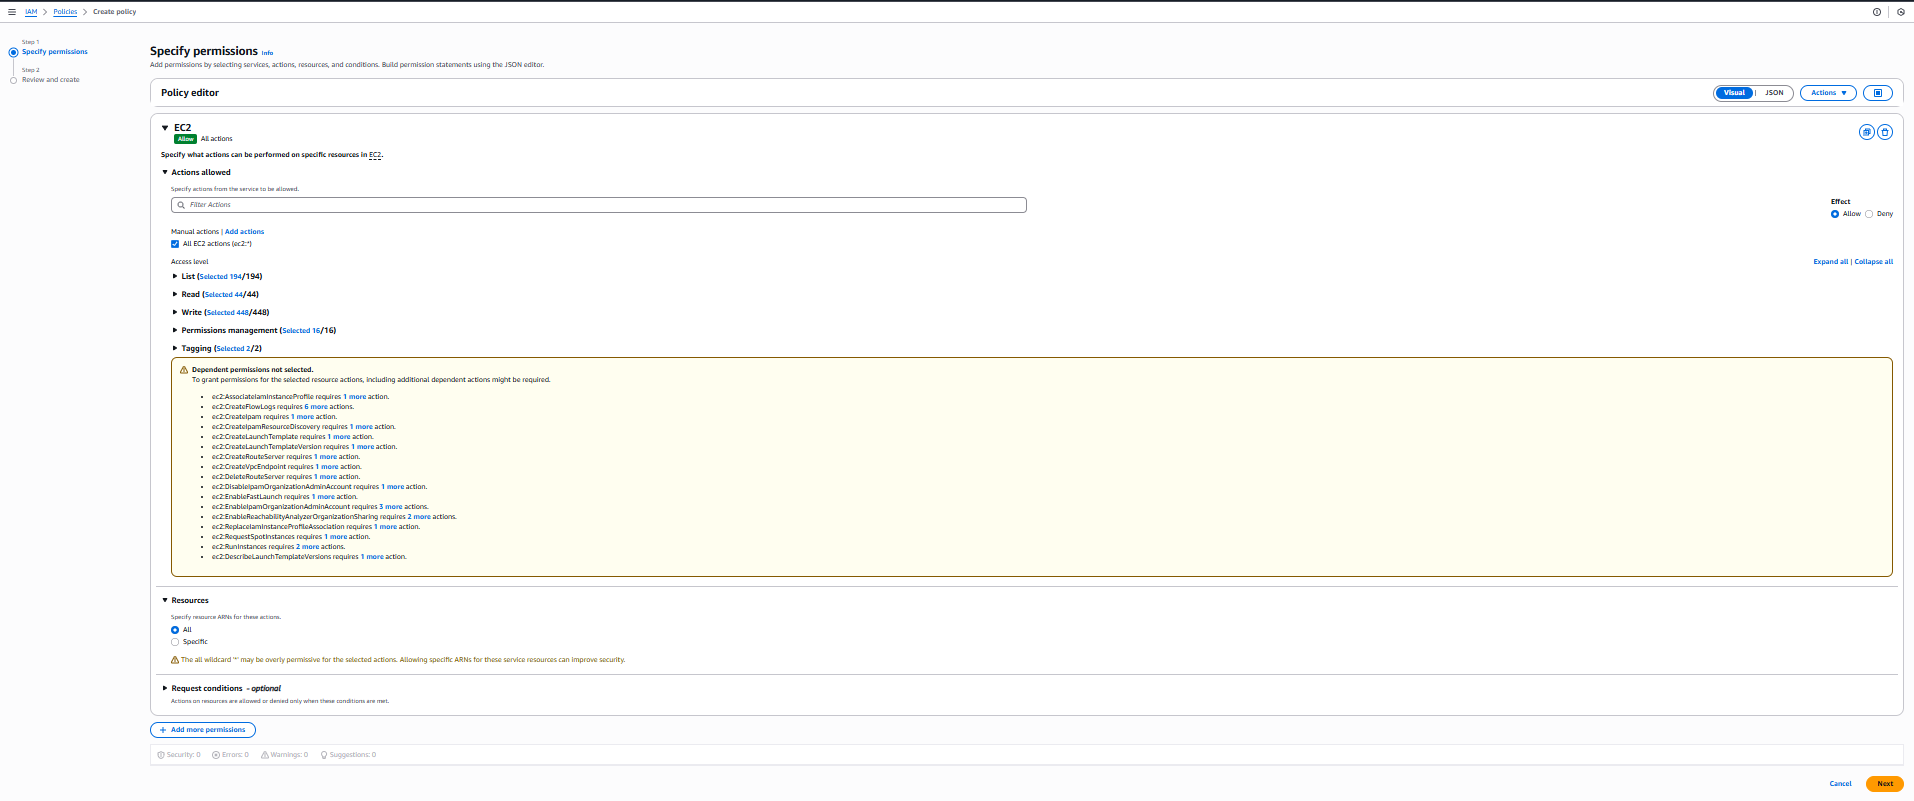 IAM > Policies > Create policy
Step 1
Specify permissions
Step 2
Review and create
Specify permissions Info
Add permissions by selecting services, actions, resources, and conditions. Build permission statements using the JSON editor.
Policy editor
Visual | JSON
Actions
EC2
Allow All actions
Specify what actions can be performed on specific resources in EC2.
Actions allowed
Specify actions from the service to be allowed.
Filter Actions
Effect
Allow Deny
Manual actions | Add actions
All EC2 actions (ec2:*)
Access level
Expand all | Collapse all
List (Selected 194/194)
Read (Selected 44/44)
Write (Selected 448/448)
Permissions management (Selected 16/16)
Tagging (Selected 2/2)
Dependent permissions not selected.
To grant permissions for the selected resource actions, including additional dependent actions might be required.
• ec2:AssociateIamInstanceProfile requires 1 more action.
• ec2:CreateFlowLogs requires 6 more actions.
• ec2:CreateIpam requires 1 more action.
• ec2:CreateIpamResourceDiscovery requires 1 more action.
• ec2:CreateLaunchTemplate requires 1 more action.
• ec2:CreateLaunchTemplateVersion requires 1 more action.
• ec2:CreateRouteServer requires 1 more action.
• ec2:CreateVpcEndpoint requires 1 more action.
• ec2:DeleteRouteServer requires 1 more action.
• ec2:DisableIpamOrganizationAdminAccount requires 1 more action.
• ec2:EnableFastLaunch requires 1 more action.
• ec2:EnableIpamOrganizationAdminAccount requires 3 more actions.
• ec2:EnableReachabilityAnalyzerOrganizationSharing requires 2 more actions.
• ec2:ReplaceIamInstanceProfileAssociation requires 1 more action.
• ec2:RequestSpotInstances requires 1 more action.
• ec2:RunInstances requires 2 more actions.
• ec2:DescribeLaunchTemplateVersions requires 1 more action.
Resources
Specify resource ARNs for these actions.
All
Specific
The all wildcard '*' may be overly permissive for the selected actions. Allowing specific ARNs for these service resources can improve security.
Request conditions - optional
Actions on resources are allowed or denied only when these conditions are met.
+ Add more permissions
Security: 0 Errors: 0 Warnings: 0 Suggestions: 0
Cancel Next